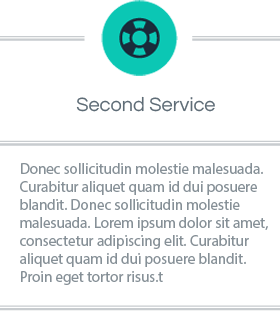 Second Service
Donec sollicitudin molestie malesuada.
Curabitur aliquet quam id dui posuere
blandit. Donec sollicitudin molestie
malesuada. Lorem ipsum dolor sit amet,
consectetur adipiscing elit. Curabitur
aliquet quam id dui posuere blandit.
Proin eget tortor risus.t